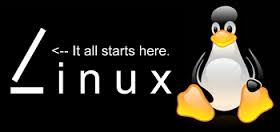 <-- It all starts here.
Linux